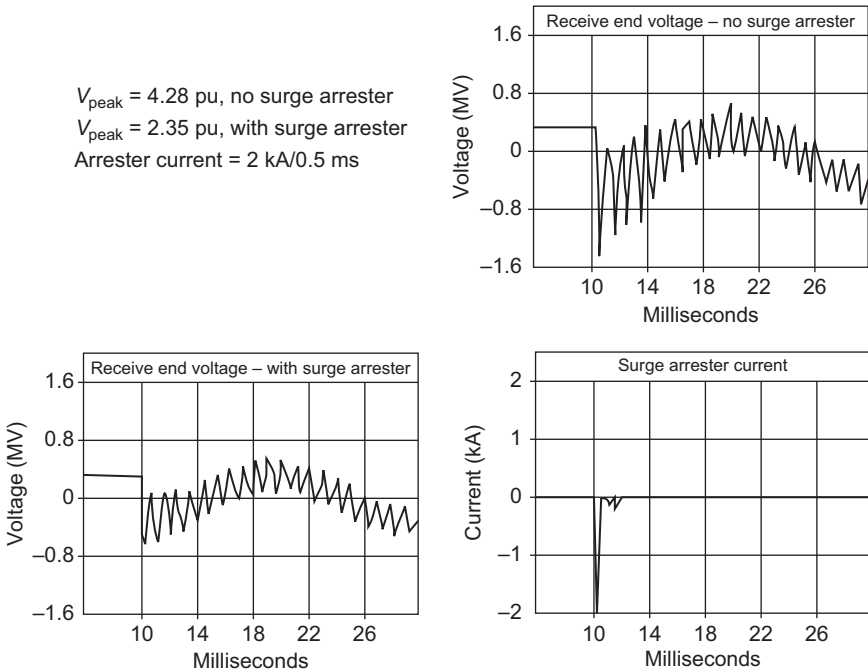 V_peak = 4.28 pu, no surge arrester
V_peak = 2.35 pu, with surge arrester
Arrester current = 2 kA/0.5 ms
Receive end voltage – no surge arrester
Voltage (MV)
1.6
0.8
0
–0.8
–1.6
10 14 18 22 26
Milliseconds
Receive end voltage – with surge arrester
Voltage (MV)
1.6
0.8
0
–0.8
–1.6
10 14 18 22 26
Milliseconds
Surge arrester current
Current (kA)
2
1
0
–1
–2
10 14 18 22 26
Milliseconds